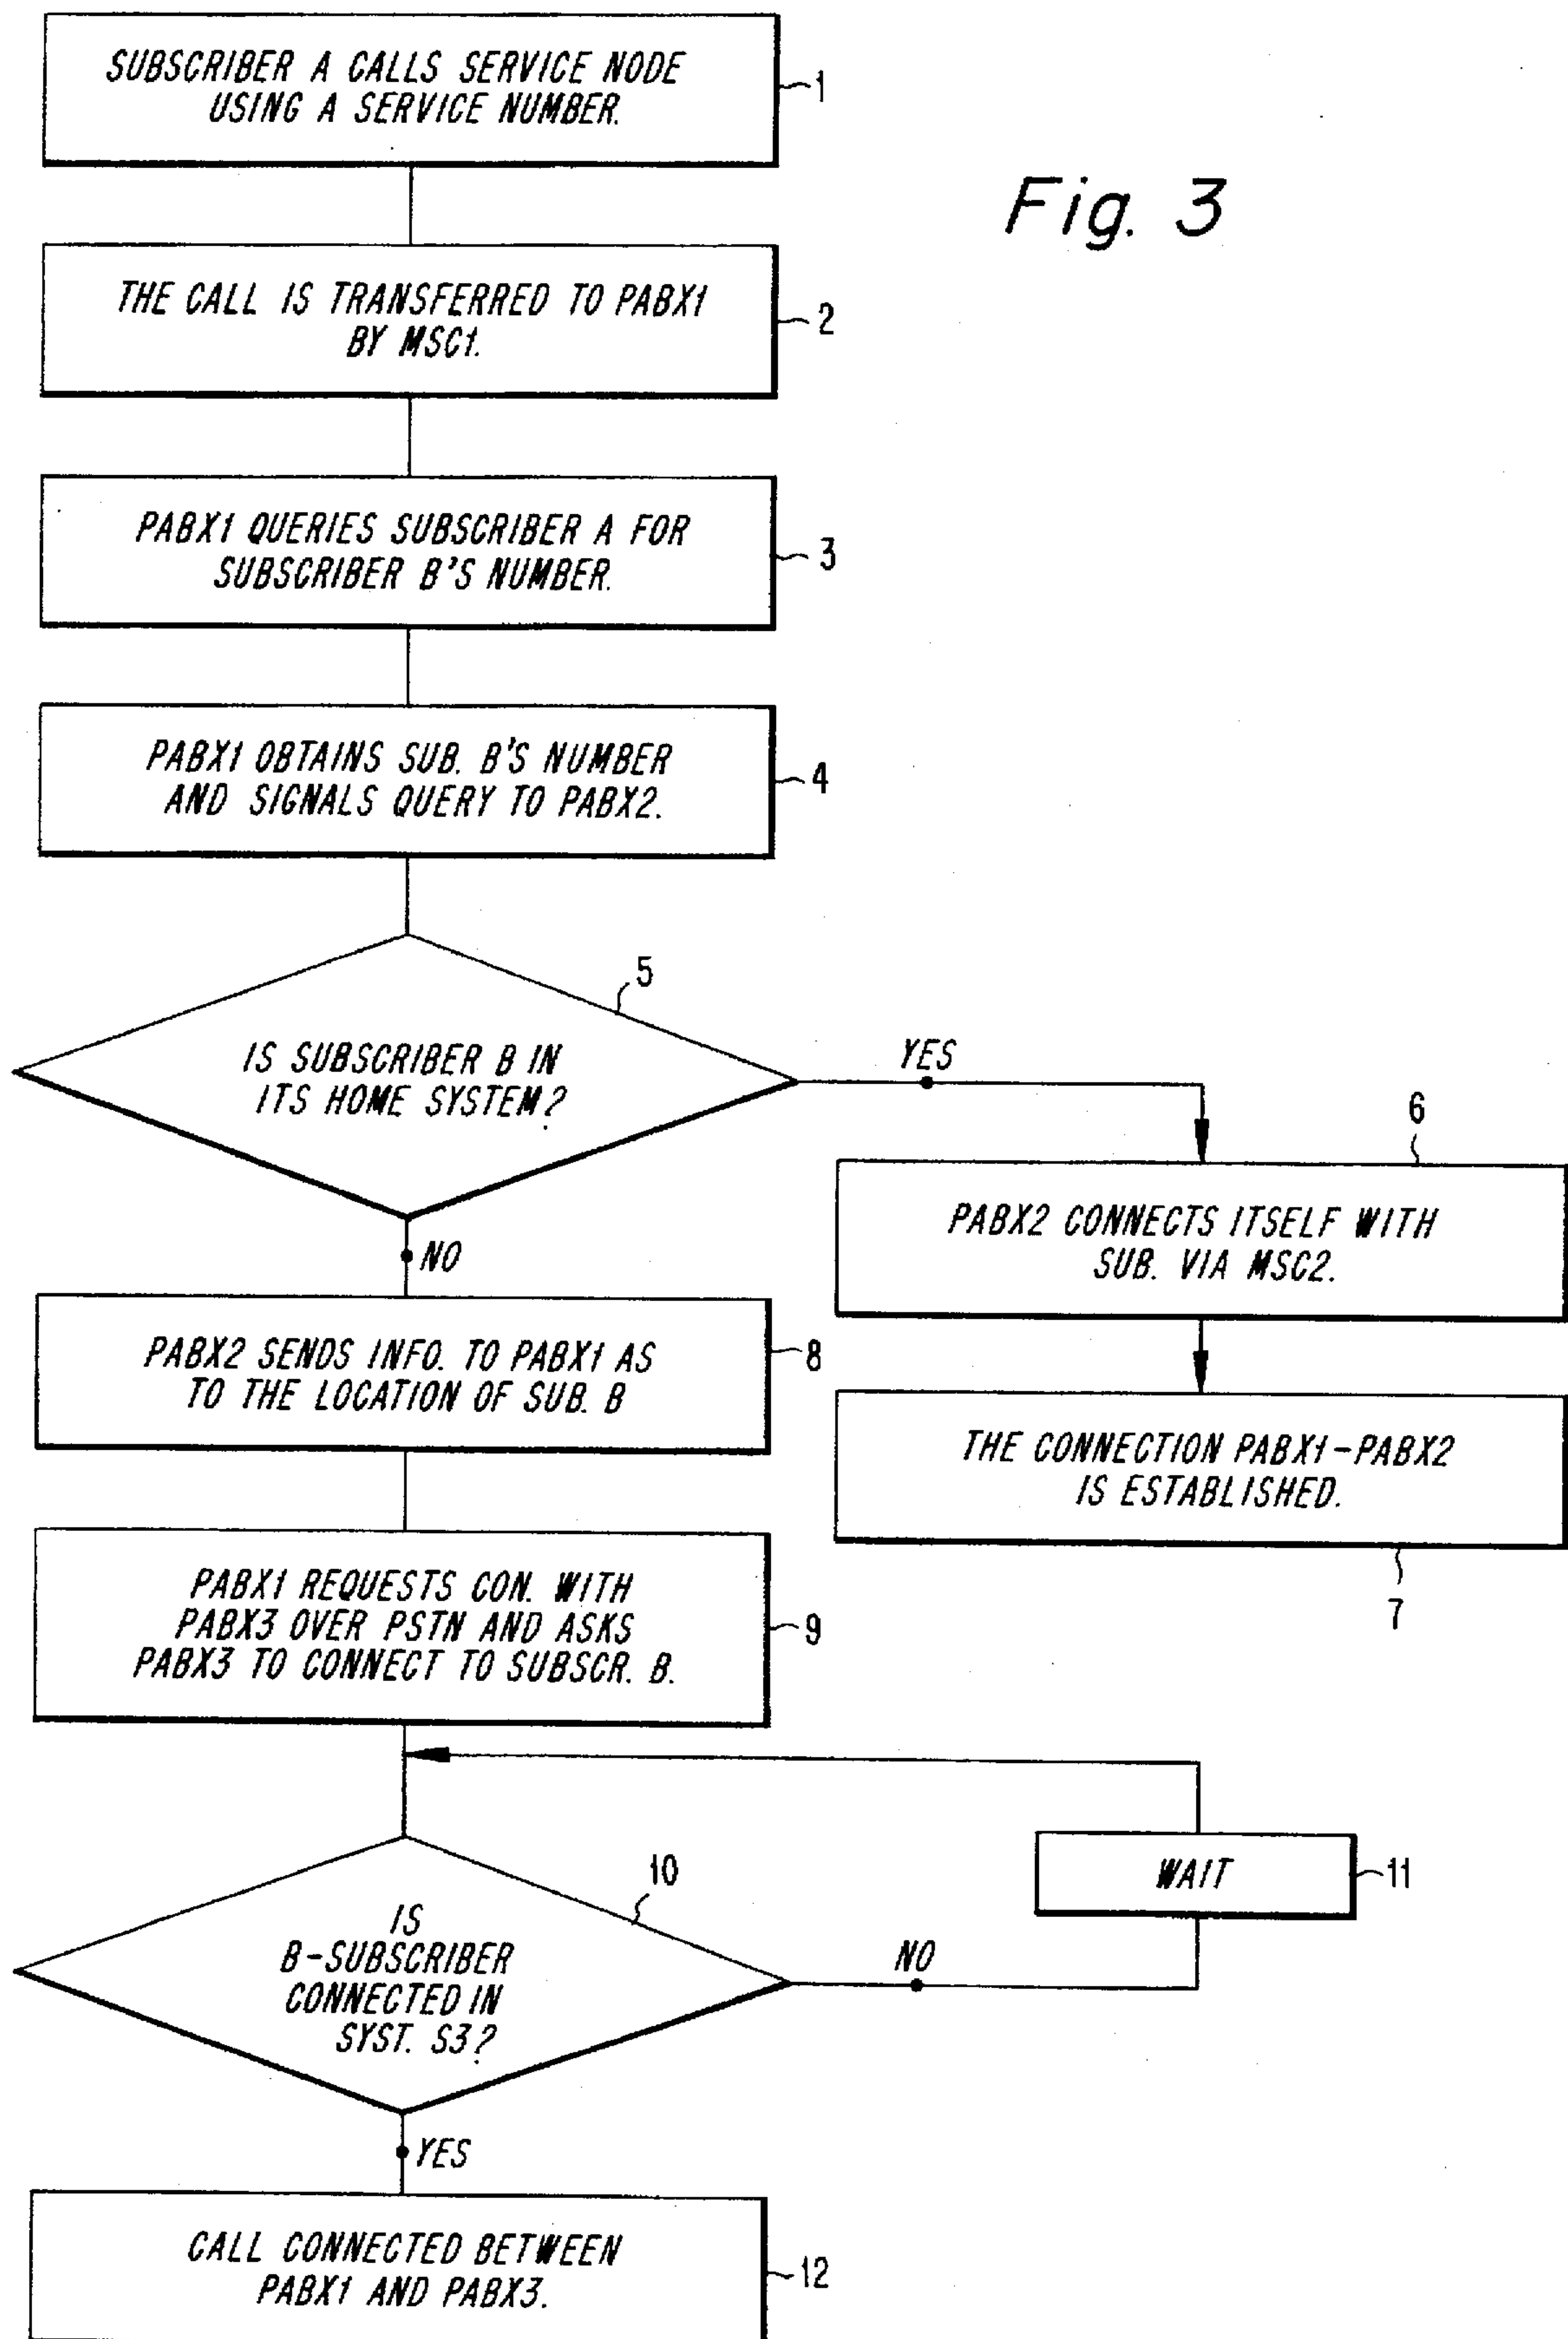 SUBSCRIBER A CALLS SERVICE NODE
USING A SERVICE NUMBER.
1
Fig. 3
THE CALL IS TRANSFERRED TO PABX1
BY MSC1.
2
PABX1 QUERIES SUBSCRIBER A FOR
SUBSCRIBER B'S NUMBER.
3
PABX1 OBTAINS SUB. B'S NUMBER
AND SIGNALS QUERY TO PABX2.
4
5
IS SUBSCRIBER B IN
ITS HOME SYSTEM?
YES
NO
6
PABX2 CONNECTS ITSELF WITH
SUB. VIA MSC2.
THE CONNECTION PABX1-PABX2
IS ESTABLISHED.
7
PABX2 SENDS INFO. TO PABX1 AS
TO THE LOCATION OF SUB. B
8
PABX1 REQUESTS CON. WITH
PABX3 OVER PSTN AND ASKS
PABX3 TO CONNECT TO SUBSCR. B.
9
10
IS
B-SUBSCRIBER
CONNECTED IN
SYST. S3?
NO
WAIT
11
YES
CALL CONNECTED BETWEEN
PABX1 AND PABX3.
12